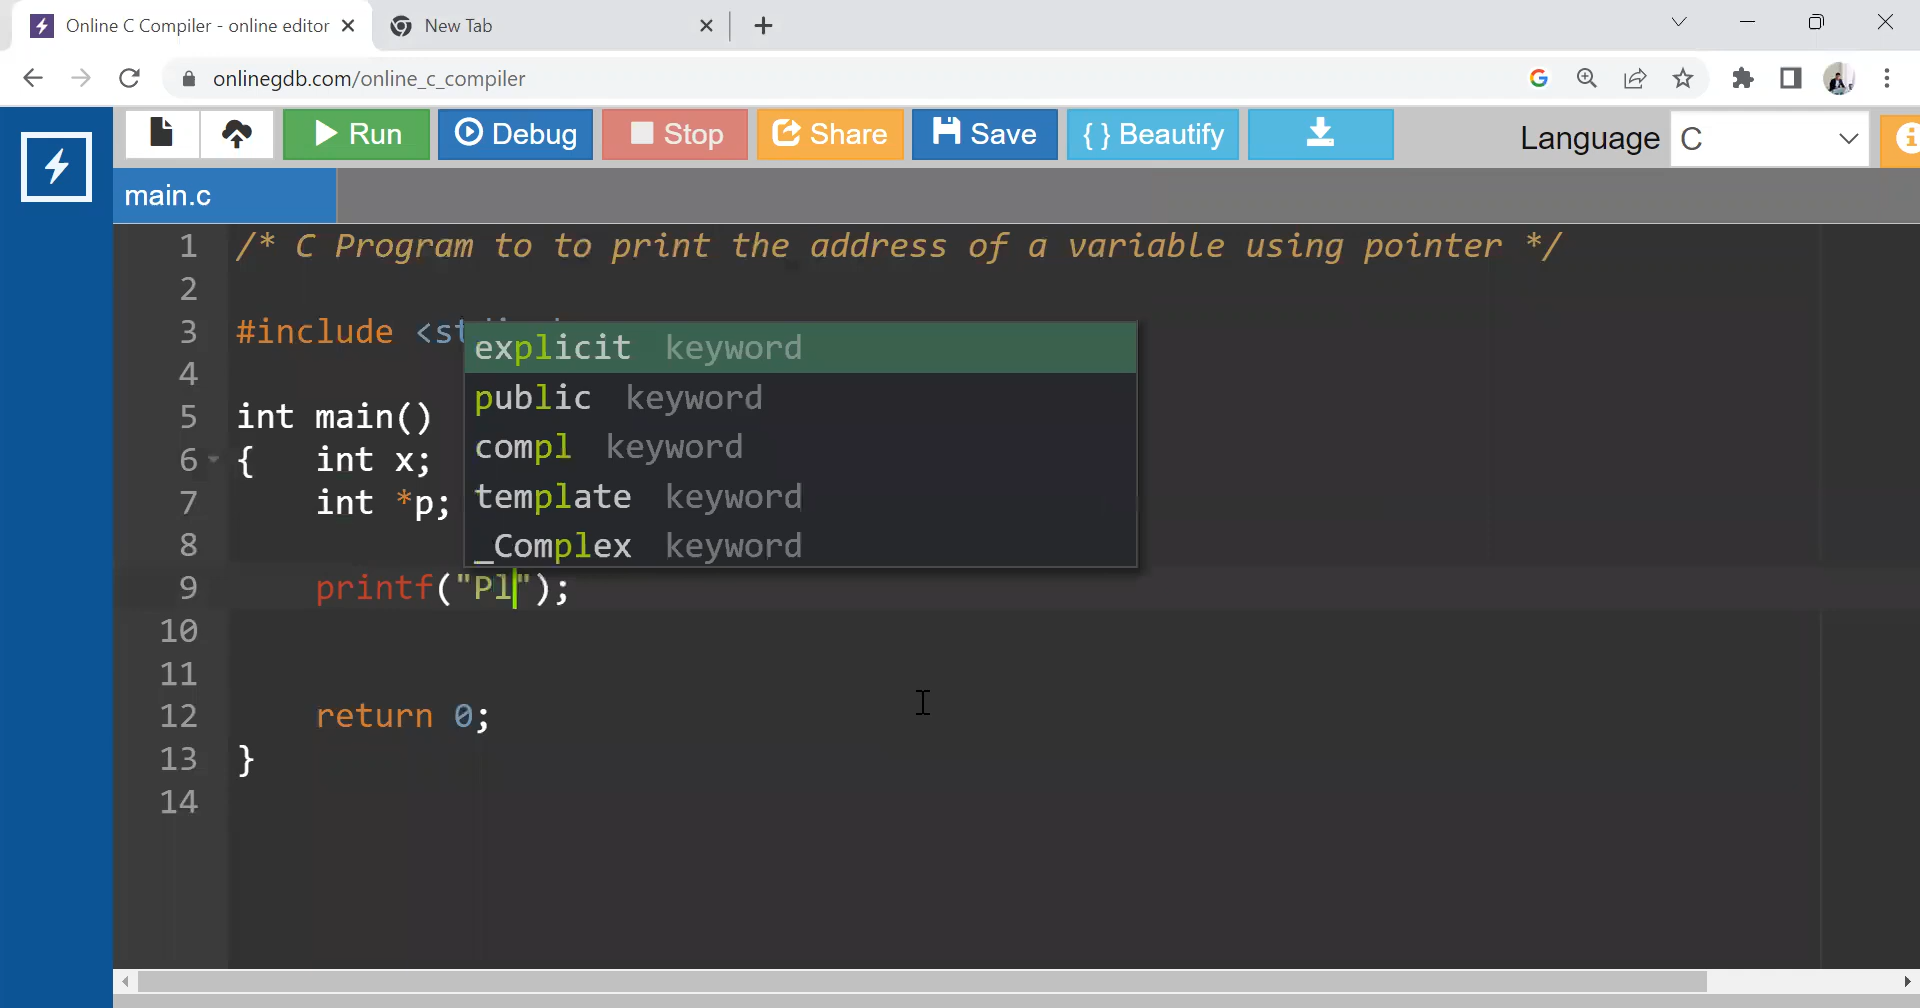 Online C Compiler - online editor
New Tab
onlinegdb.com/online_c_compiler
Run Debug Stop Share Save { } Beautify Language C
main.c
1 /* C Program to to print the address of a variable using pointer */
2
3 #include <st
explicit keyword
4
public keyword
5 int main()
compl keyword
6 { int x;
template keyword
7 int *p;
_Complex keyword
8
9 printf("Pl");
10
11
12 return 0;
13 }
14